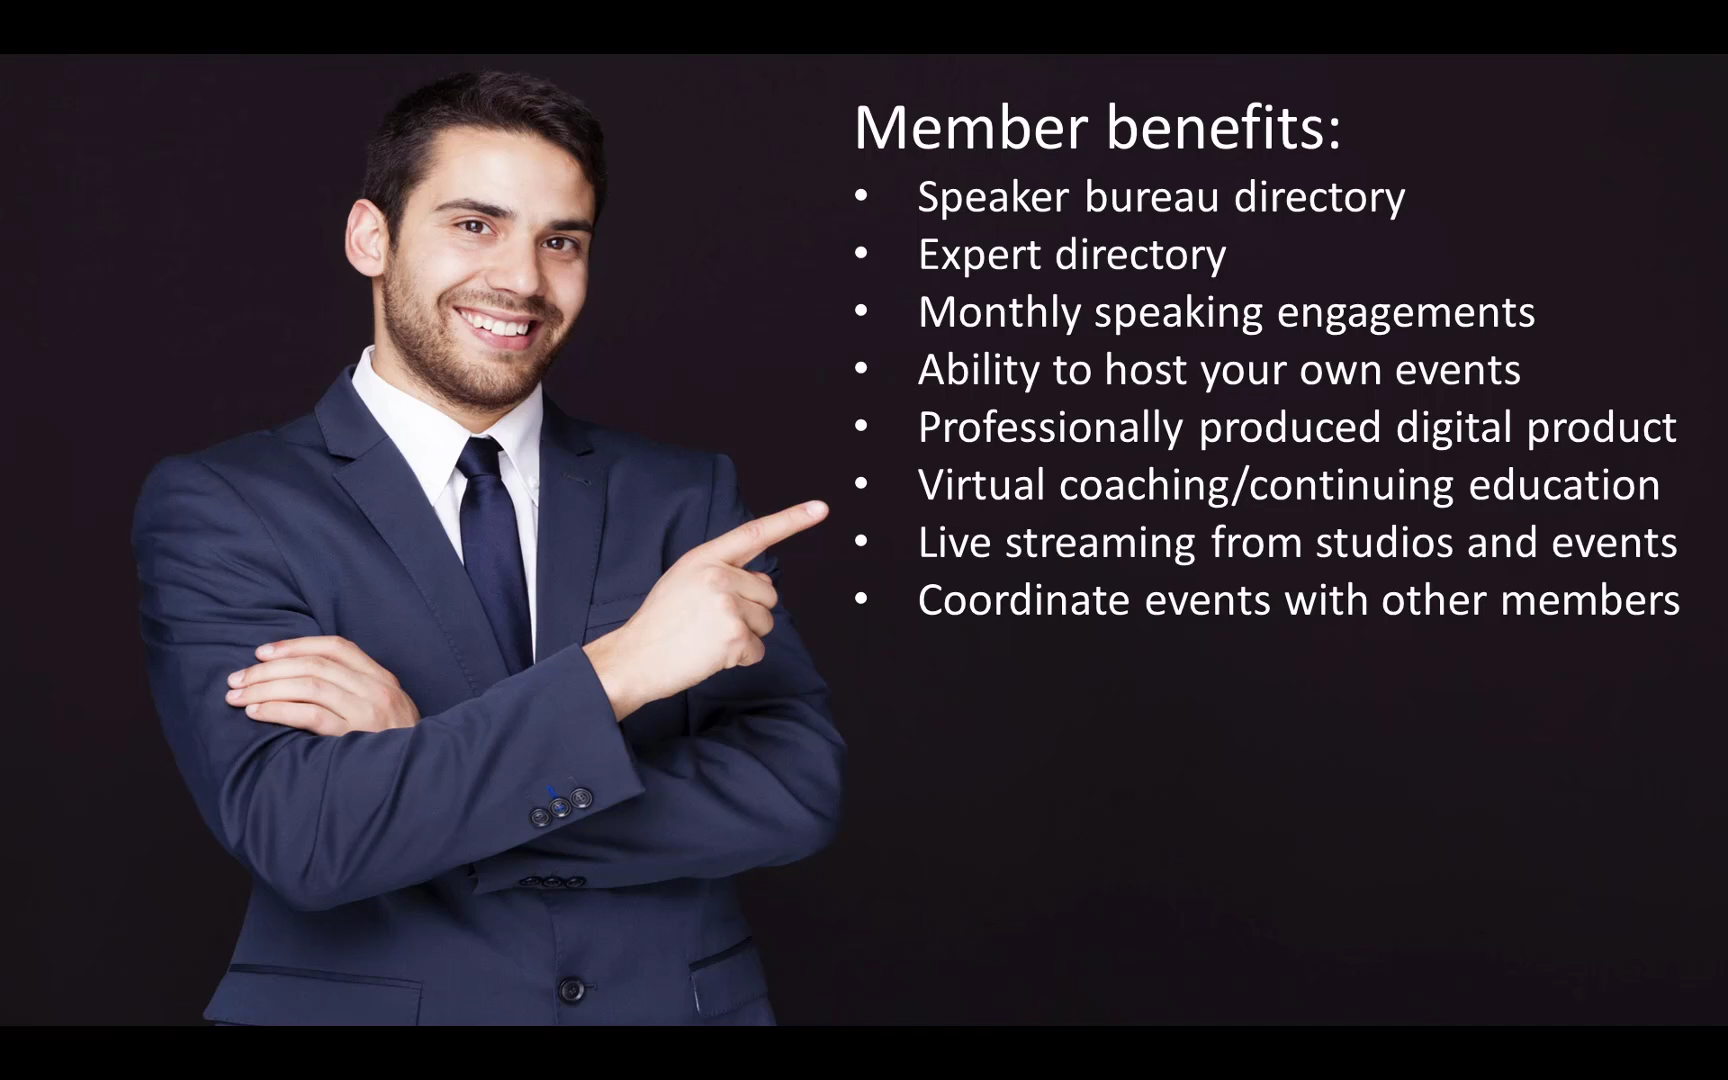 Member benefits:
• Speaker bureau directory
• Expert directory
• Monthly speaking engagements
• Ability to host your own events
• Professionally produced digital product
• Virtual coaching/continuing education
• Live streaming from studios and events
• Coordinate events with other members